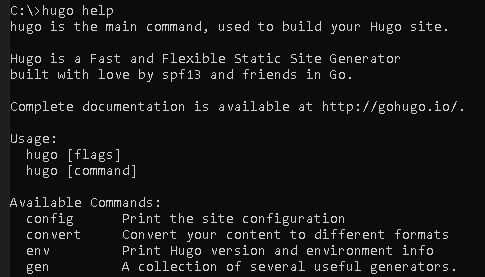 C:\>hugo help
hugo is the main command, used to build your Hugo site.
Hugo is a Fast and Flexible Static Site Generator
built with love by spf13 and friends in Go.
Complete documentation is available at http://gohugo.io/.
Usage:
  hugo [flags]
  hugo [command]
Available Commands:
  config      Print the site configuration
  convert     Convert your content to different formats
  env         Print Hugo version and environment info
  gen         A collection of several useful generators.